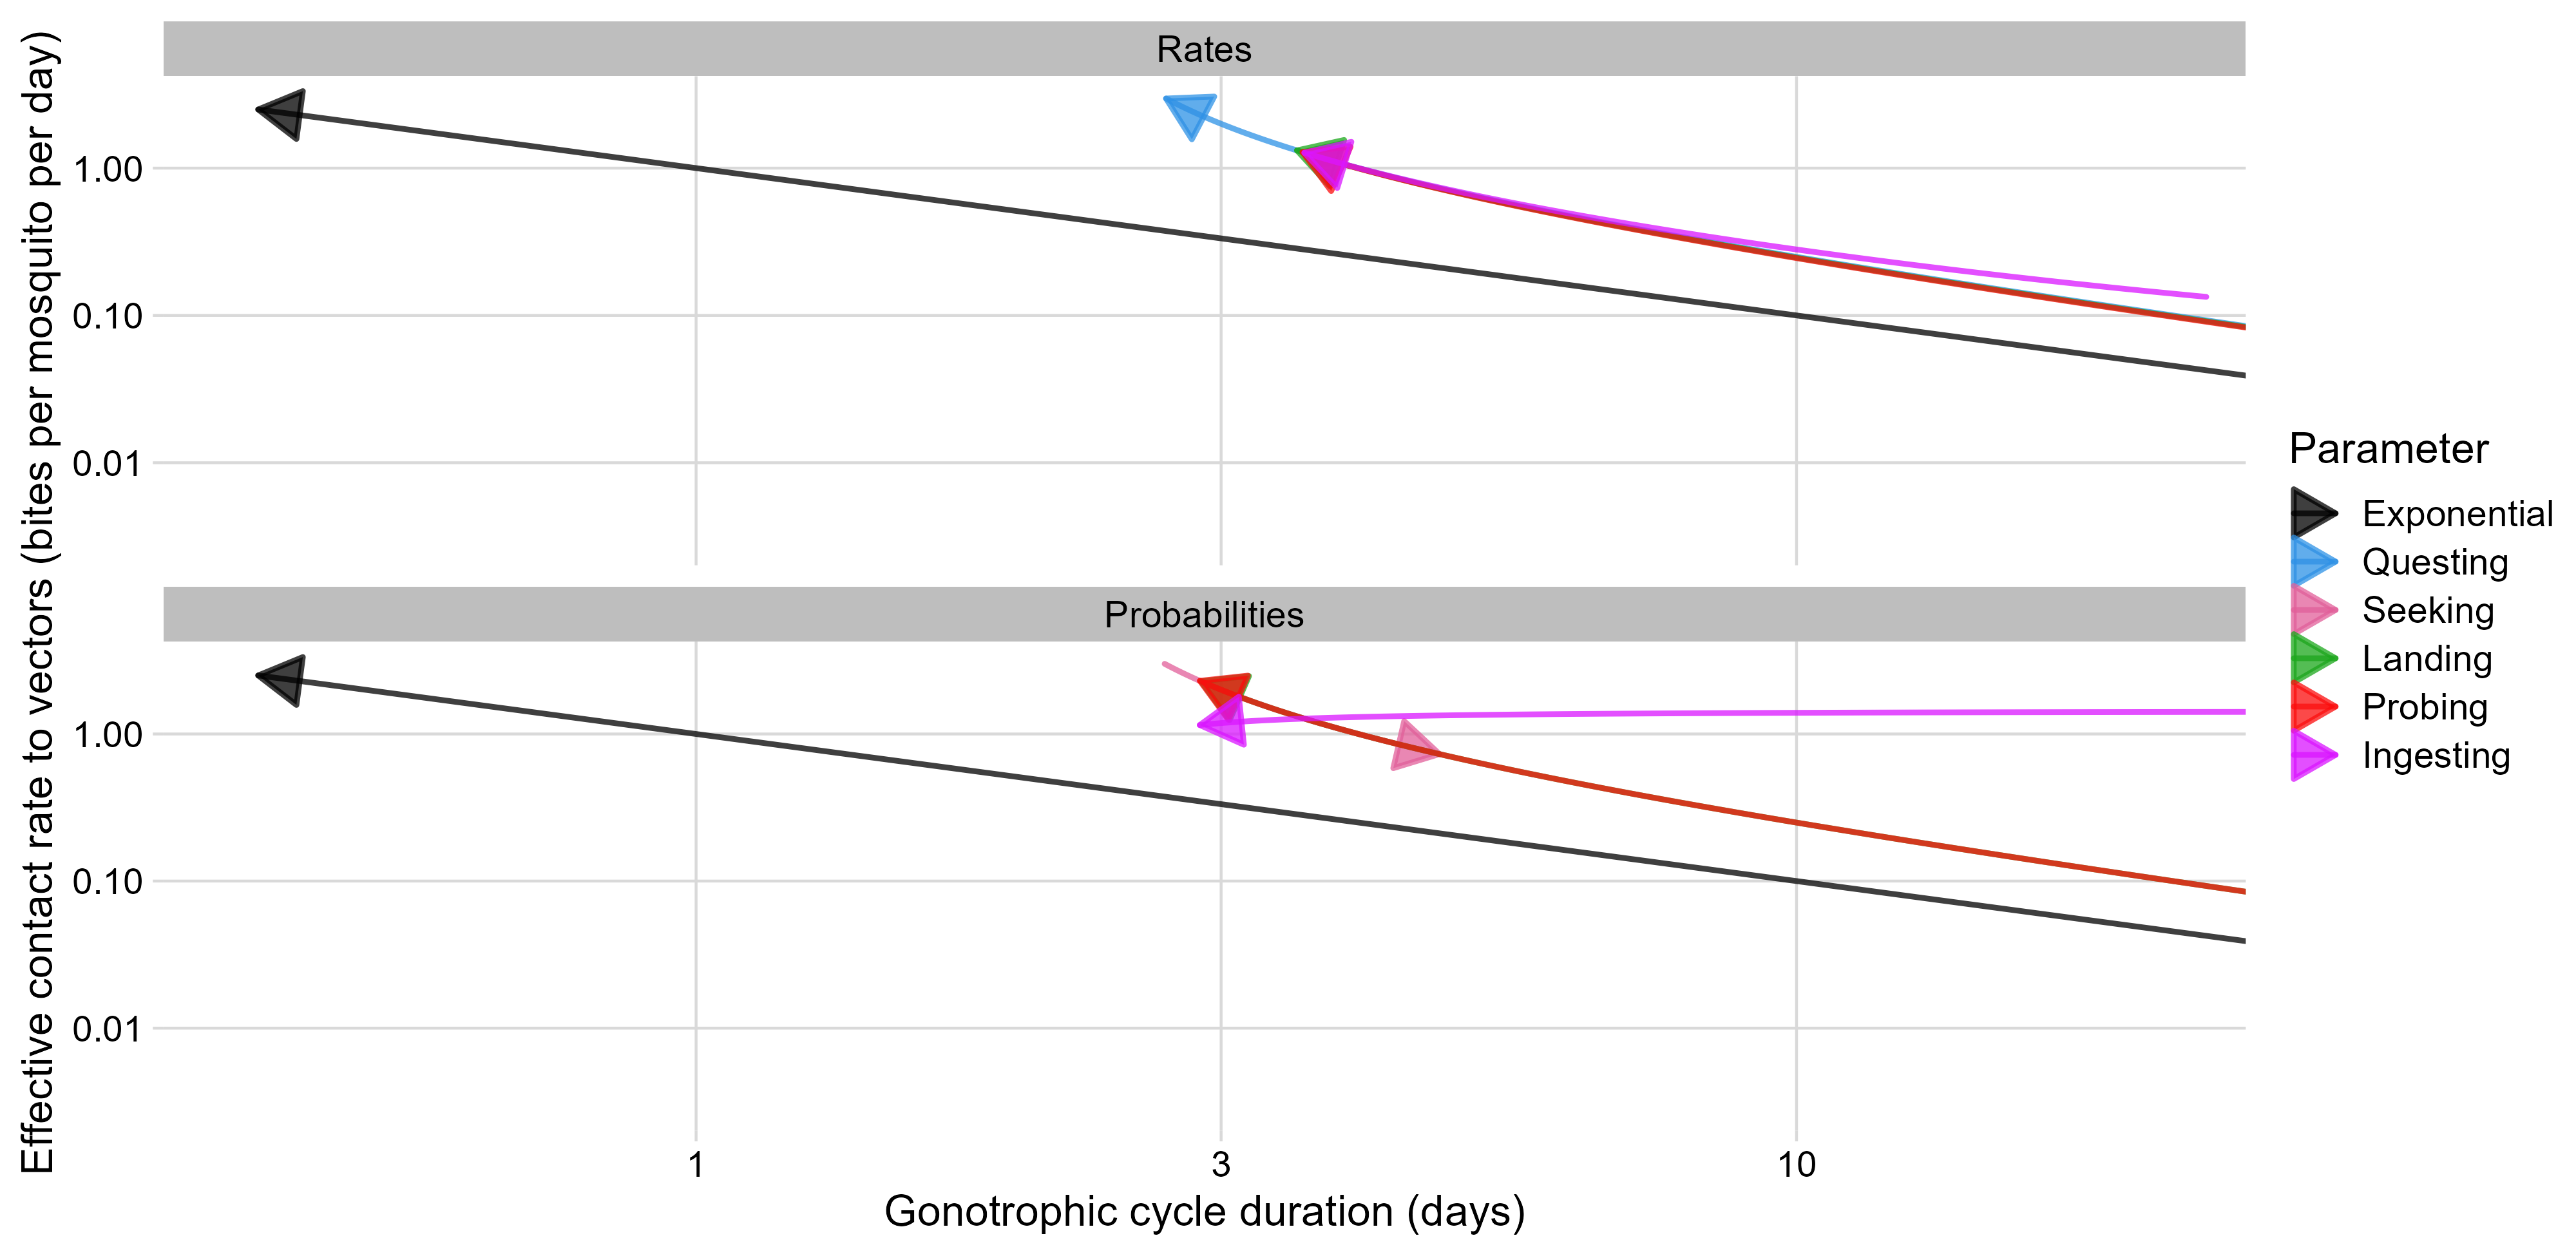 Effective contact rate to vectors (bites per mosquito per day)
Rates
1.00
0.10
0.01
Probabilities
1.00
0.10
0.01
1 3 10
Gonotrophic cycle duration (days)
Parameter
Exponential
Questing
Seeking
Landing
Probing
Ingesting